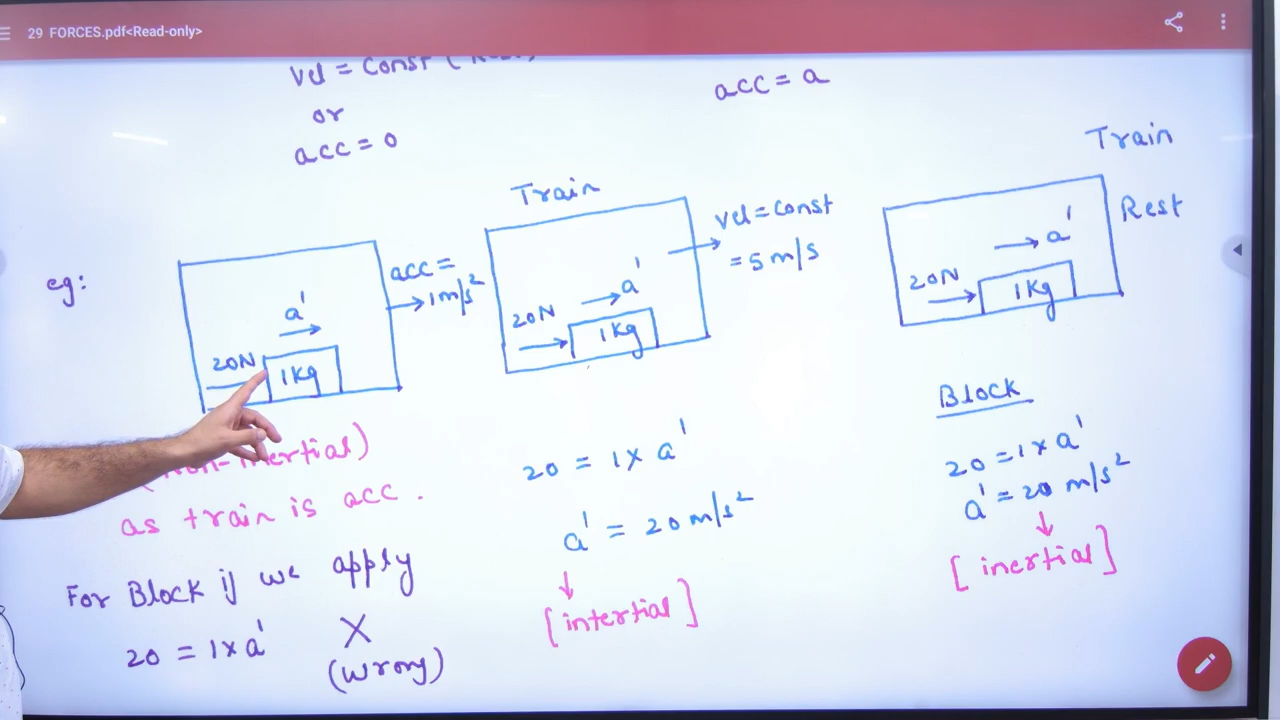 29 FORCES.pdf<Read-only>
vel = Const (
or
acc = 0
acc = a
eg:
a'
20N
1Kg
acc =
1m/s²
Train
vel = Const
= 5 m/s
a'
20N
1Kg
Train
Rest
a'
20N
1Kg
inertial)
as train is acc.
For Block if we apply
20 = 1 x a' X
(wrong)
20 = 1 x a'
a' = 20 m/s²
↓
[intertial]
Block
20 = 1 x a'
a' = 20 m/s²
↓
[inertial]